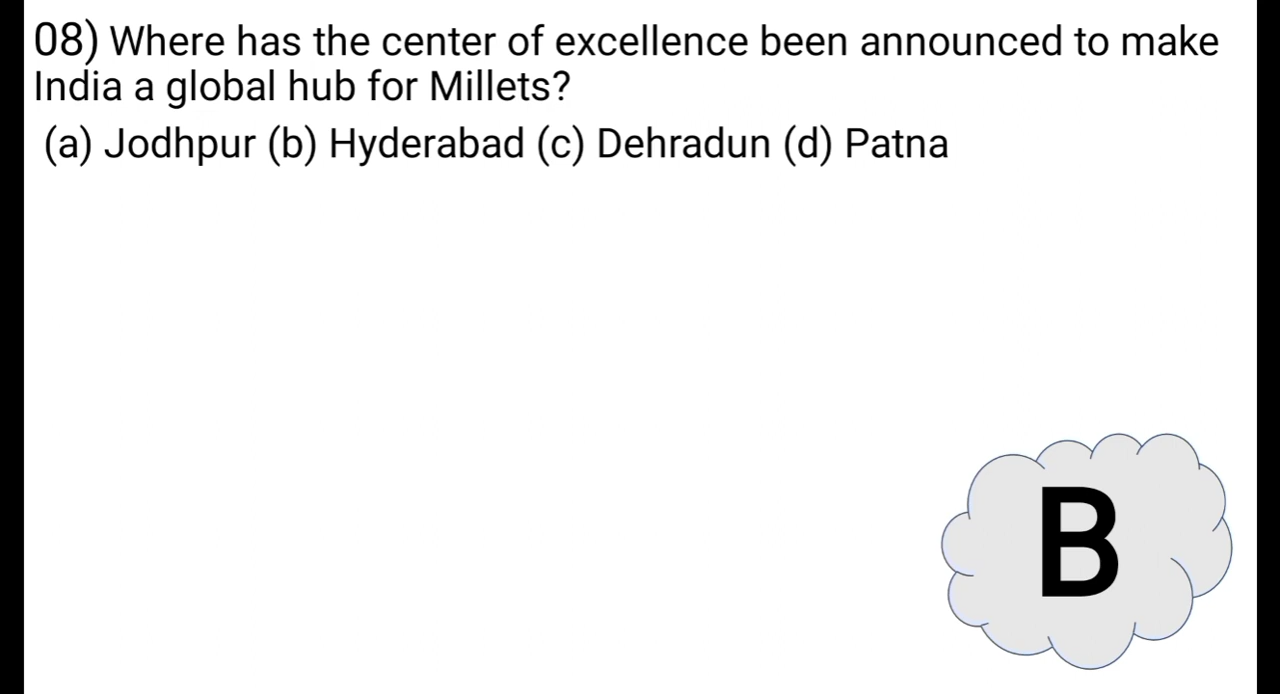 08) Where has the center of excellence been announced to make
India a global hub for Millets?
(a) Jodhpur (b) Hyderabad (c) Dehradun (d) Patna
B